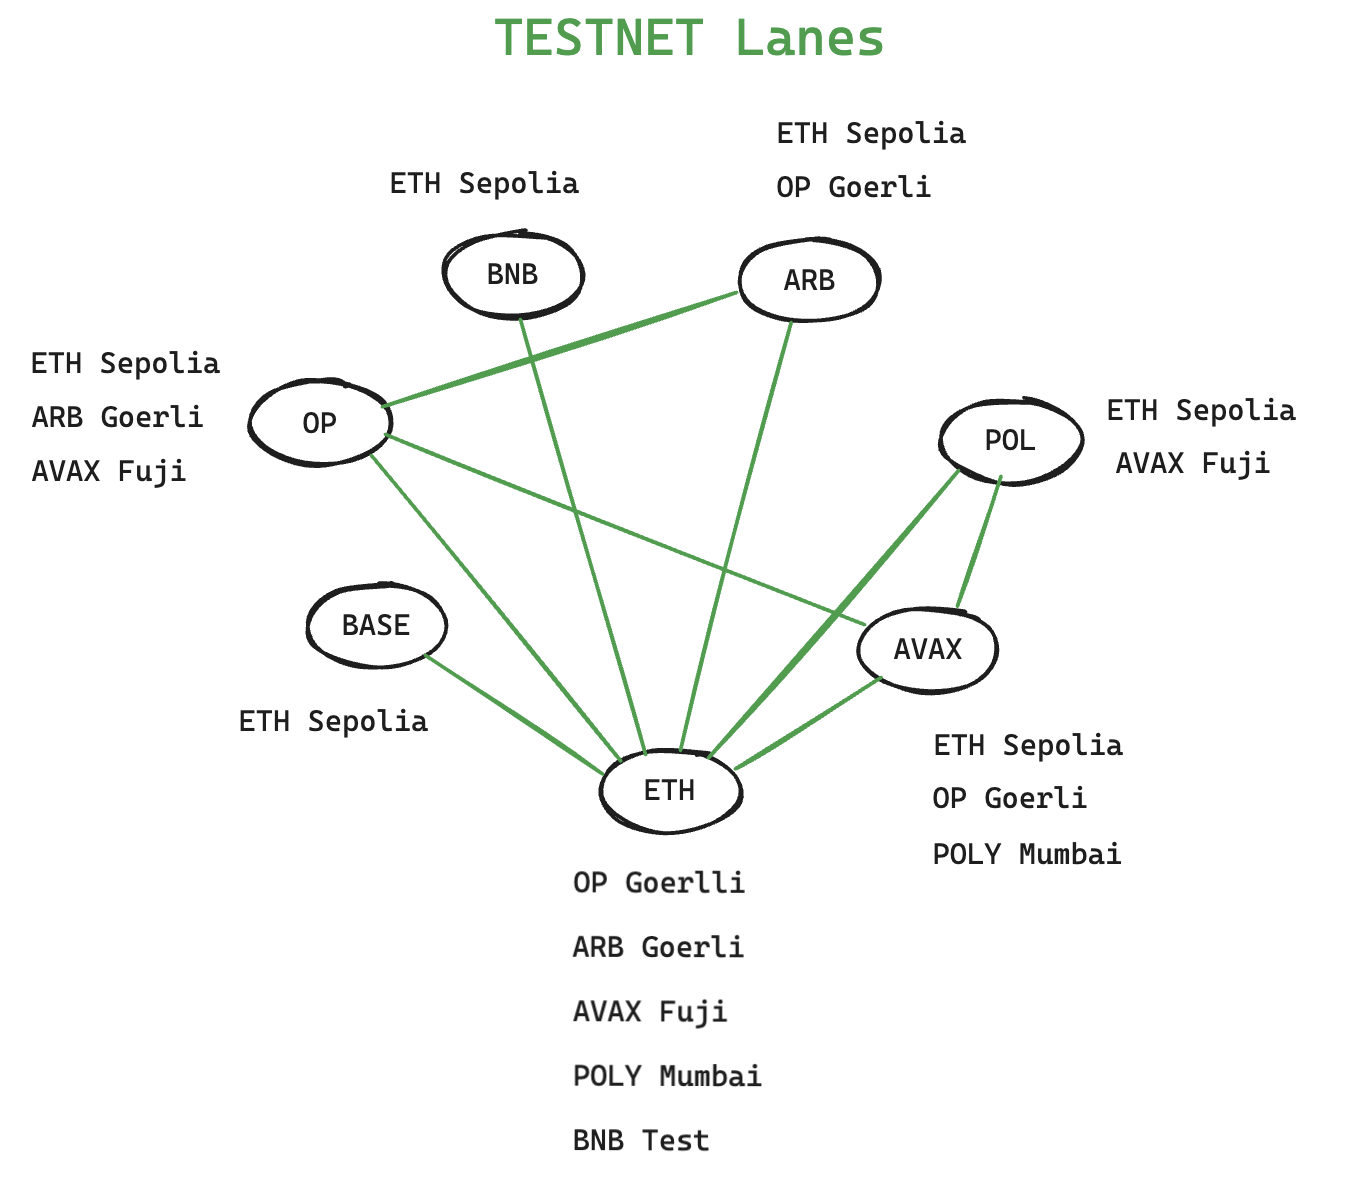 TESTNET Lanes
ETH Sepolia
OP Goerli
ETH Sepolia
BNB
ARB
ETH Sepolia
ARB Goerli
AVAX Fuji
OP
POL
ETH Sepolia
AVAX Fuji
BASE
ETH Sepolia
AVAX
ETH Sepolia
OP Goerli
POLY Mumbai
ETH
OP Goerlli
ARB Goerli
AVAX Fuji
POLY Mumbai
BNB Test